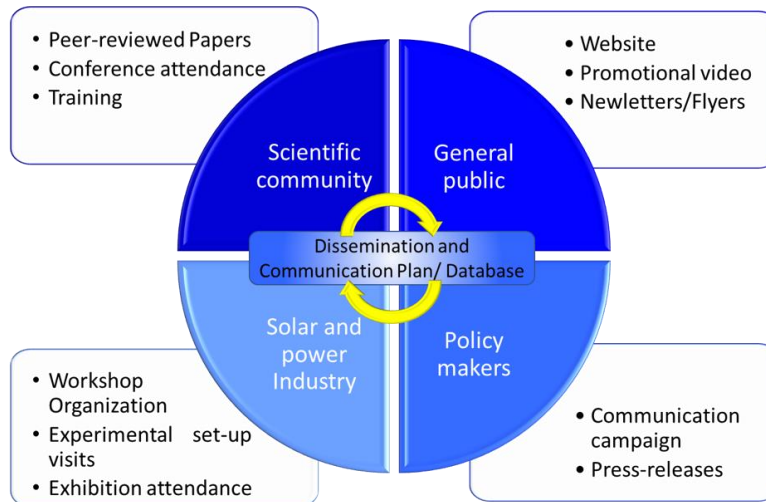 • Peer-reviewed Papers
• Conference attendance
• Training
• Website
• Promotional video
• Newletters/Flyers
Scientific
community
General
public
Dissemination and
Communication Plan/ Database
Solar and
power
Industry
Policy
makers
• Workshop
Organization
• Experimental set-up
visits
• Exhibition attendance
• Communication
campaign
• Press-releases